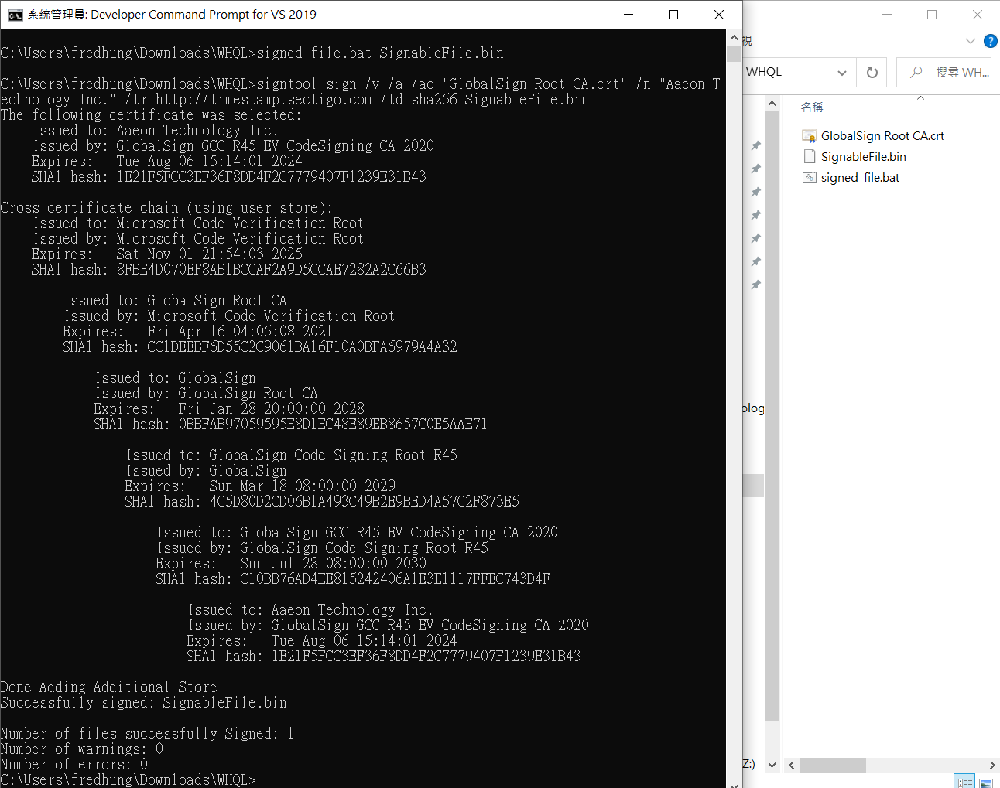 系統管理員: Developer Command Prompt for VS 2019
C:\Users\fredhung\Downloads\WHQL>signed_file.bat SignableFile.bin
C:\Users\fredhung\Downloads\WHQL>signtool sign /v /a /ac "GlobalSign Root CA.crt" /n "Aaeon T
echnology Inc." /tr http://timestamp.sectigo.com /td sha256 SignableFile.bin
The following certificate was selected:
Issued to: Aaeon Technology Inc.
Issued by: GlobalSign GCC R45 EV CodeSigning CA 2020
Expires: Tue Aug 06 15:14:01 2024
SHA1 hash: 1E21F5FCC3EF36F8DD4F2C7779407F1239E31B43
Cross certificate chain (using user store):
Issued to: Microsoft Code Verification Root
Issued by: Microsoft Code Verification Root
Expires: Sat Nov 01 21:54:03 2025
SHA1 hash: 8FBE4D070EF8AB1BCCAF2A9D5CCAE7282A2C66B3
Issued to: GlobalSign Root CA
Issued by: Microsoft Code Verification Root
Expires: Fri Apr 16 04:05:08 2021
SHA1 hash: CC1DEEBF6D55C2C9061BA16F10A0BFA6979A4A32
Issued to: GlobalSign
Issued by: GlobalSign Root CA
Expires: Fri Jan 28 20:00:00 2028
SHA1 hash: 0BBFAB97059595E8D1EC48E89EB8657C0E5AAE71
Issued to: GlobalSign Code Signing Root R45
Issued by: GlobalSign
Expires: Sun Mar 18 08:00:00 2029
SHA1 hash: 4C5D80D2CD06B1A493C49B2E9BED4A57C2F873E5
Issued to: GlobalSign GCC R45 EV CodeSigning CA 2020
Issued by: GlobalSign Code Signing Root R45
Expires: Sun Jul 28 08:00:00 2030
SHA1 hash: C10BB76AD4EE815242406A1E3E1117FFEC743D4F
Issued to: Aaeon Technology Inc.
Issued by: GlobalSign GCC R45 EV CodeSigning CA 2020
Expires: Tue Aug 06 15:14:01 2024
SHA1 hash: 1E21F5FCC3EF36F8DD4F2C7779407F1239E31B43
Done Adding Additional Store
Successfully signed: SignableFile.bin
Number of files successfully Signed: 1
Number of warnings: 0
Number of errors: 0
C:\Users\fredhung\Downloads\WHQL>
視
WHQL
搜尋 WH...
名稱
GlobalSign Root CA.crt
SignableFile.bin
signed_file.bat
olog
Z:)